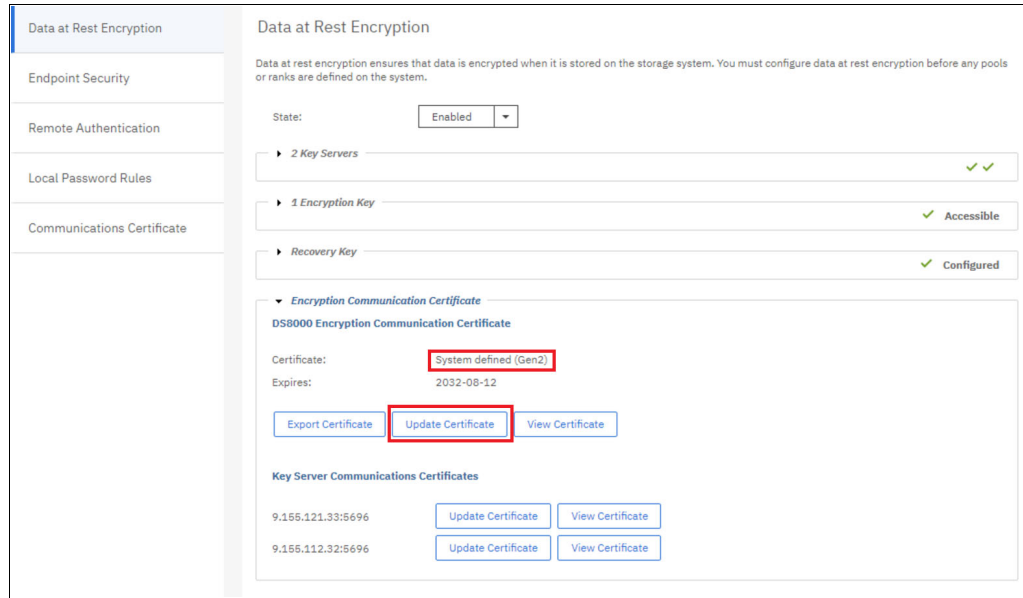 Data at Rest Encryption
Endpoint Security
Remote Authentication
Local Password Rules
Communications Certificate
Data at Rest Encryption
Data at rest encryption ensures that data is encrypted when it is stored on the storage system. You must configure data at rest encryption before any pools
or ranks are defined on the system.
State: Enabled
2 Key Servers
1 Encryption Key Accessible
Recovery Key Configured
Encryption Communication Certificate
DS8000 Encryption Communication Certificate
Certificate: System defined (Gen2)
Expires: 2032-08-12
Export Certificate Update Certificate View Certificate
Key Server Communications Certificates
9.155.121.33:5696 Update Certificate View Certificate
9.155.112.32:5696 Update Certificate View Certificate